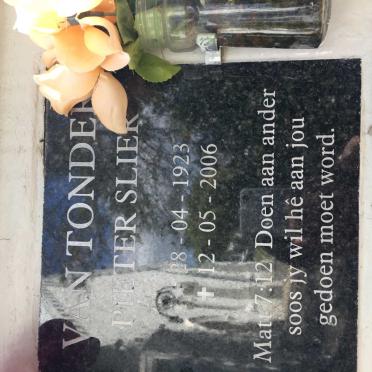 VAN TONDER
PIETER SLIER
* 28 - 04 - 1923
✝ 12 - 05 - 2006
Matt 7:12 Doen aan ander
soos jy wil hê aan jou
gedoen moet word.